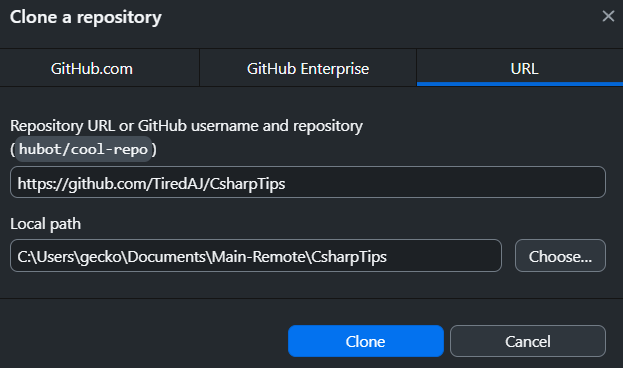 Clone a repository
GitHub.com
GitHub Enterprise
URL
Repository URL or GitHub username and repository
(hubot/cool-repo)
https://github.com/TiredAJ/CsharpTips
Local path
C:\Users\gecko\Documents\Main-Remote\CsharpTips
Choose...
Clone
Cancel